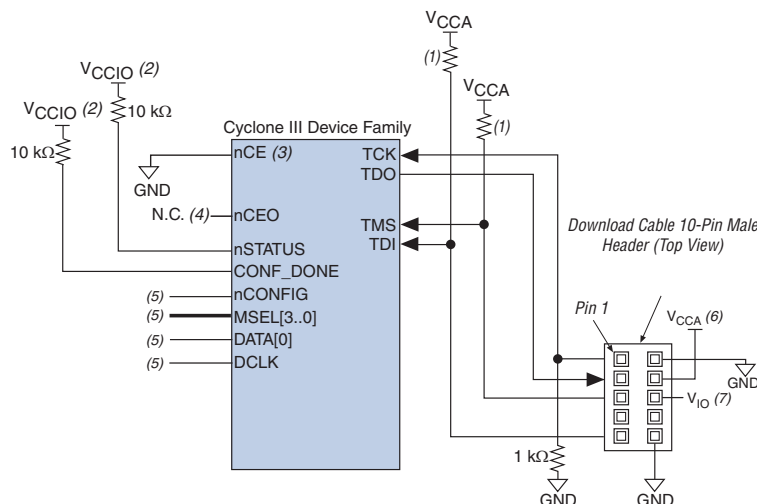 VCCA
(1)
VCCIO (2)
VCCA
VCCIO (2)
10 kΩ
(1)
10 kΩ
Cyclone III Device Family
nCE (3)
TCK
GND
TDO
N.C. (4)
nCEO
TMS
Download Cable 10-Pin Male
Header (Top View)
nSTATUS
TDI
CONF_DONE
(5)
nCONFIG
(5)
MSEL[3..0]
Pin 1
VCCA (6)
(5)
DATA[0]
(5)
DCLK
GND
VIO (7)
1 kΩ
GND
GND